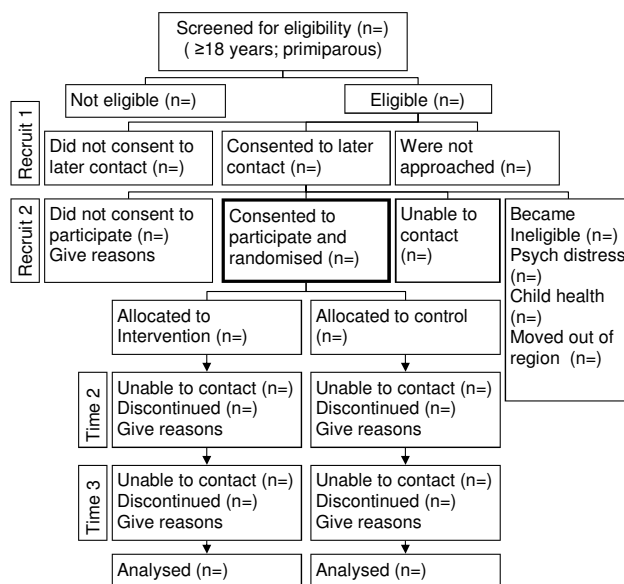 Screened for eligibility (n=)
( ≥18 years; primiparous)
Not eligible (n=)
Eligible (n=)
Recruit 1
Did not consent to
later contact (n=)
Consented to later
contact (n=)
Were not
approached (n=)
Recruit 2
Did not consent to
participate (n=)
Give reasons
Consented to
participate and
randomised (n=)
Unable to
contact
(n=)
Became
Ineligible (n=)
Psych distress
(n=)
Child health
(n=)
Moved out of
region (n=)
Allocated to
Intervention (n=)
Allocated to control
(n=)
Time 2
Unable to contact (n=)
Discontinued (n=)
Give reasons
Unable to contact (n=)
Discontinued (n=)
Give reasons
Time 3
Unable to contact (n=)
Discontinued (n=)
Give reasons
Unable to contact (n=)
Discontinued (n=)
Give reasons
Analysed (n=)
Analysed (n=)